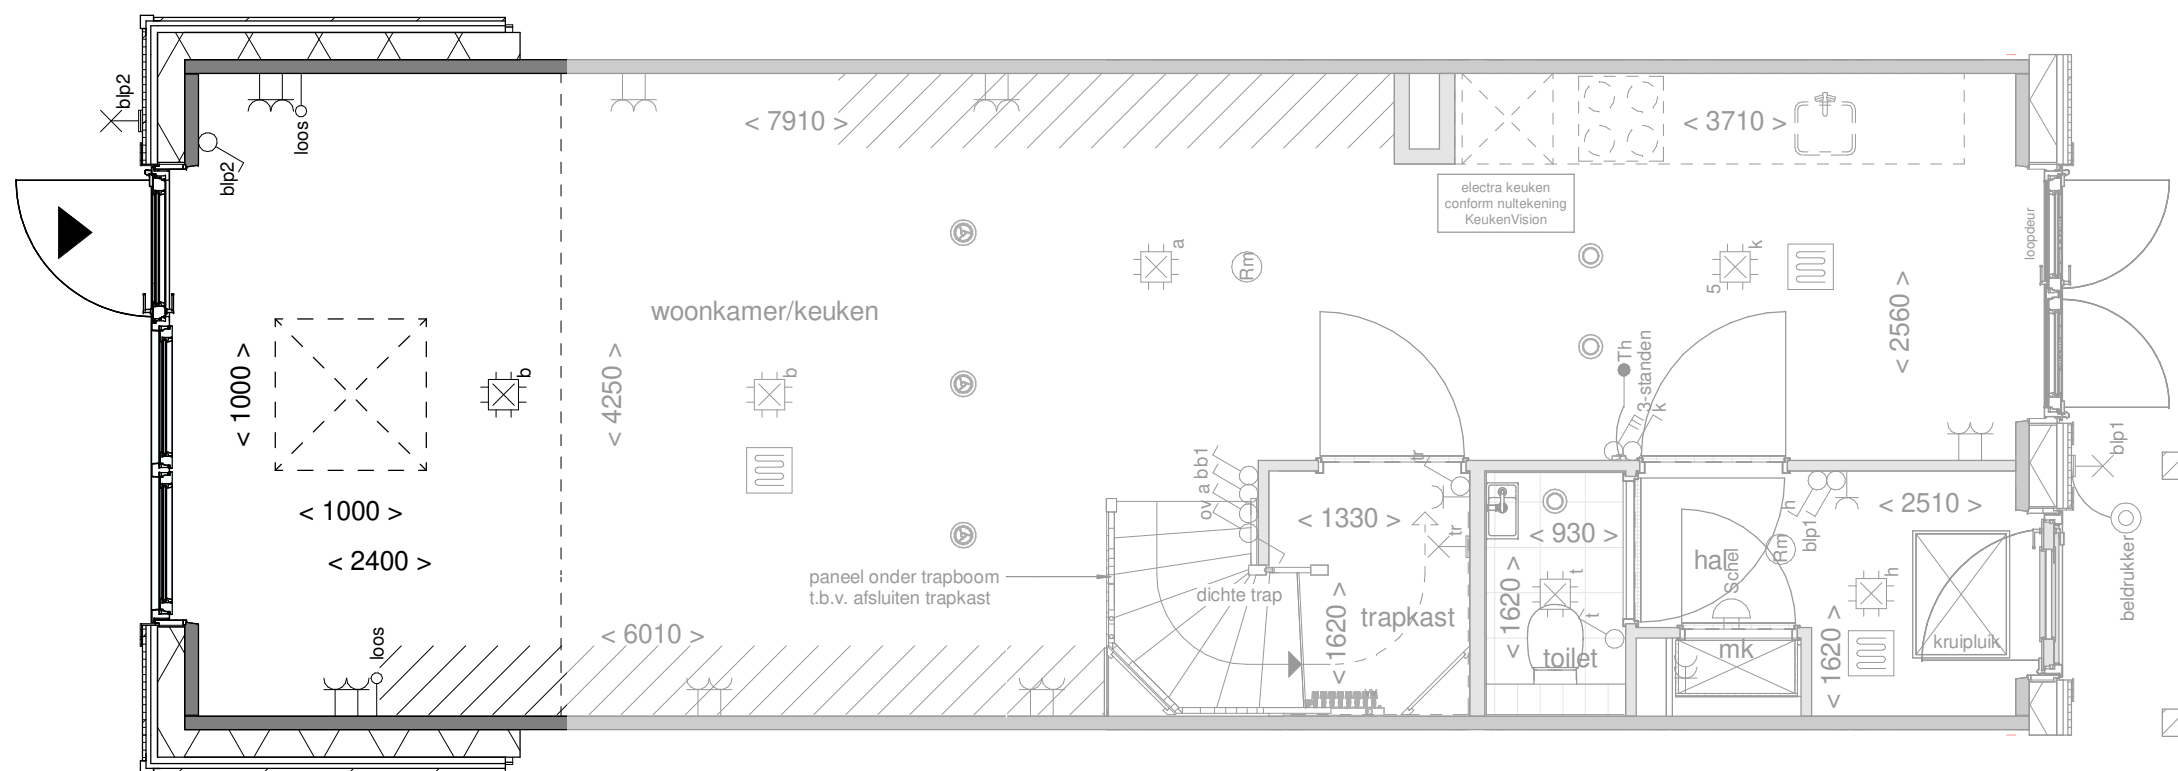 blp2
loos
blp2
< 7910 >
< 3710 >
electra keuken
conform nultekening
KeukenVision
loopdeur
a
Rm
k
5
woonkamer/keuken
< 2560 >
< 1000 >
b
< 4250 >
Th
3-standen
k
blp1
tr
ov a bb1
< 1000 >
< 1330 >
tr
< 930 >
h
blp1
< 2510 >
< 2400 >
paneel onder trapboom
t.b.v. afsluiten trapkast
dichte trap
hal
Schel
Rm
h
beldrukker
t
t
< 1620 >
trapkast
< 1620 >
toilet
mk
< 1620 >
kruipluik
loos
< 6010 >